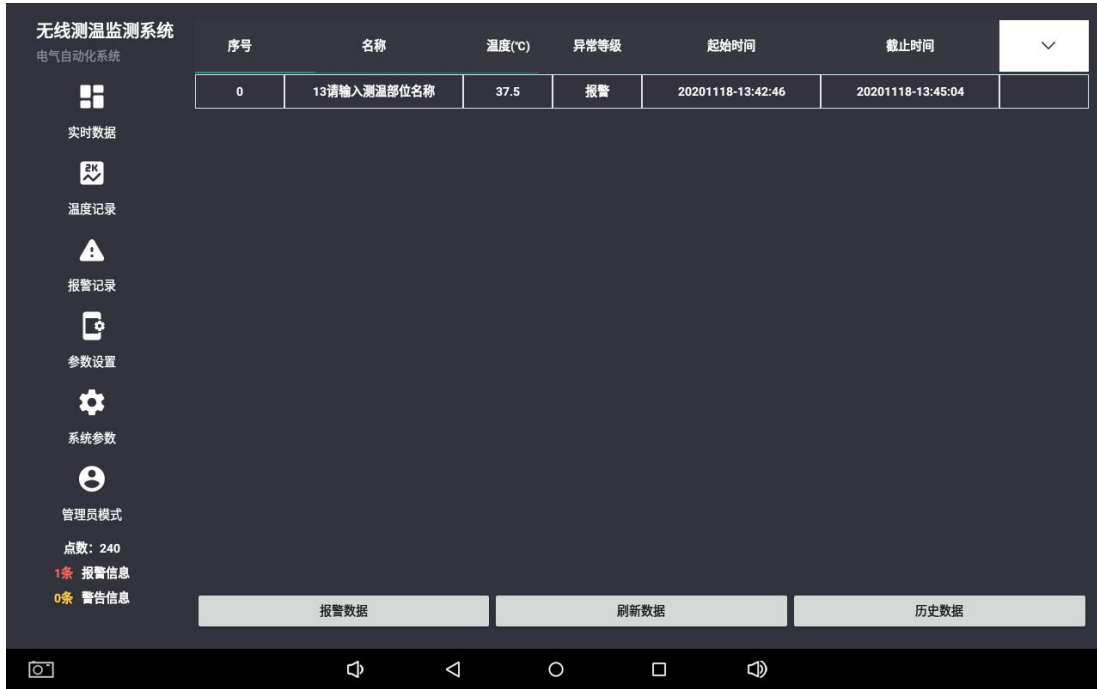 无线测温监测系统
电气自动化系统
实时数据
2K
温度记录
报警记录
参数设置
系统参数
管理员模式
点数：240
1条 报警信息
0条 警告信息
序号 名称 温度(℃) 异常等级 起始时间 截止时间
0 13请输入测温部位名称 37.5 报警 20201118-13:42:46 20201118-13:45:04
报警数据 刷新数据 历史数据